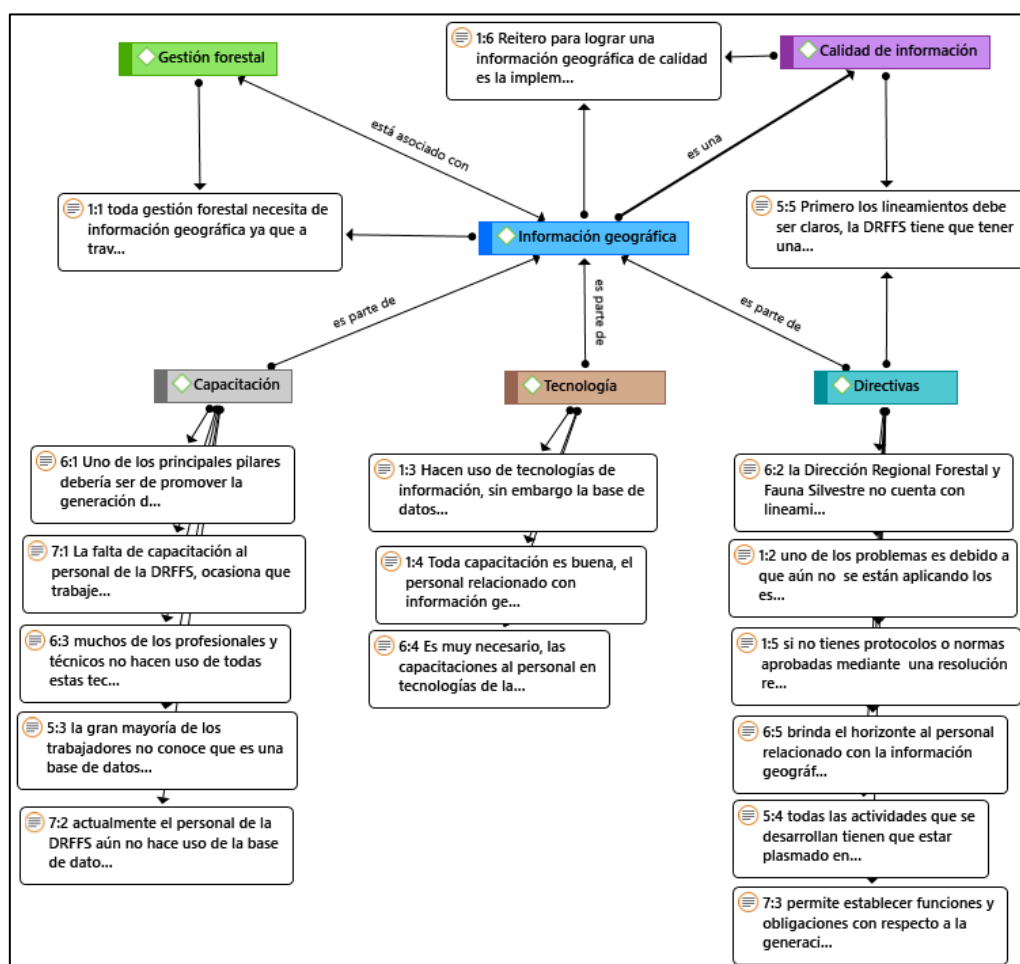 Gestión forestal
1:6 Reitero para lograr una
información geográfica de calidad
es la implem...
Calidad de información
está asociado con
es una
1:1 toda gestión forestal necesita de
información geográfica ya que a
trav...
5:5 Primero los lineamientos debe
ser claros, la DRFFS tiene que tener
una...
Información geográfica
es parte de
es parte de
es parte de
Capacitación
Tecnología
Directivas
6:1 Uno de los principales pilares
debería ser de promover la
generación d...
7:1 La falta de capacitación al
personal de la DRFFS, ocasiona que
trabaje...
6:3 muchos de los profesionales y
técnicos no hacen uso de todas
estas tec...
5:3 la gran mayoría de los
trabajadores no conoce que es una
base de datos...
7:2 actualmente el personal de la
DRFFS aún no hace uso de la base
de dato...
1:3 Hacen uso de tecnologías de
información, sin embargo la base de
datos...
1:4 Toda capacitación es buena, el
personal relacionado con
información ge...
6:4 Es muy necesario, las
capacitaciones al personal en
tecnologías de la...
6:2 la Dirección Regional Forestal y
Fauna Silvestre no cuenta con
lineami...
1:2 uno de los problemas es debido a
que aún no se están aplicando los
es...
1:5 si no tienes protocolos o normas
aprobadas mediante una resolución
re...
6:5 brinda el horizonte al personal
relacionado con la información
geográf...
5:4 todas las actividades que se
desarrollan tienen que estar
plasmado en...
7:3 permite establecer funciones y
obligaciones con respecto a la
generaci...